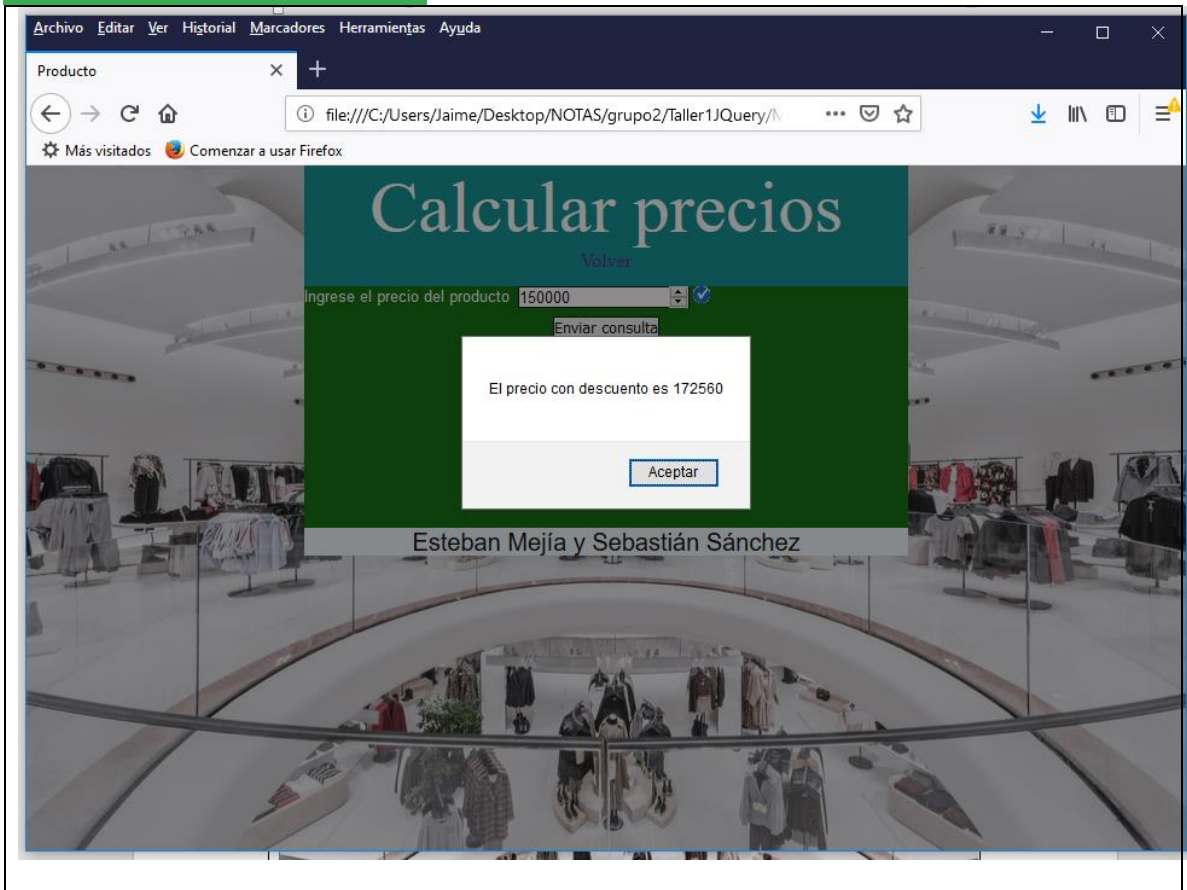 Archivo Editar Ver Historial Marcadores Herramientas Ayuda
Producto
file:///C:/Users/Jaime/Desktop/NOTAS/grupo2/Taller1JQuery/
Más visitados Comenzar a usar Firefox
Calcular precios
Volver
Ingrese el precio del producto 150000
Enviar consulta
El precio con descuento es 172560
Aceptar
Esteban Mejía y Sebastián Sánchez